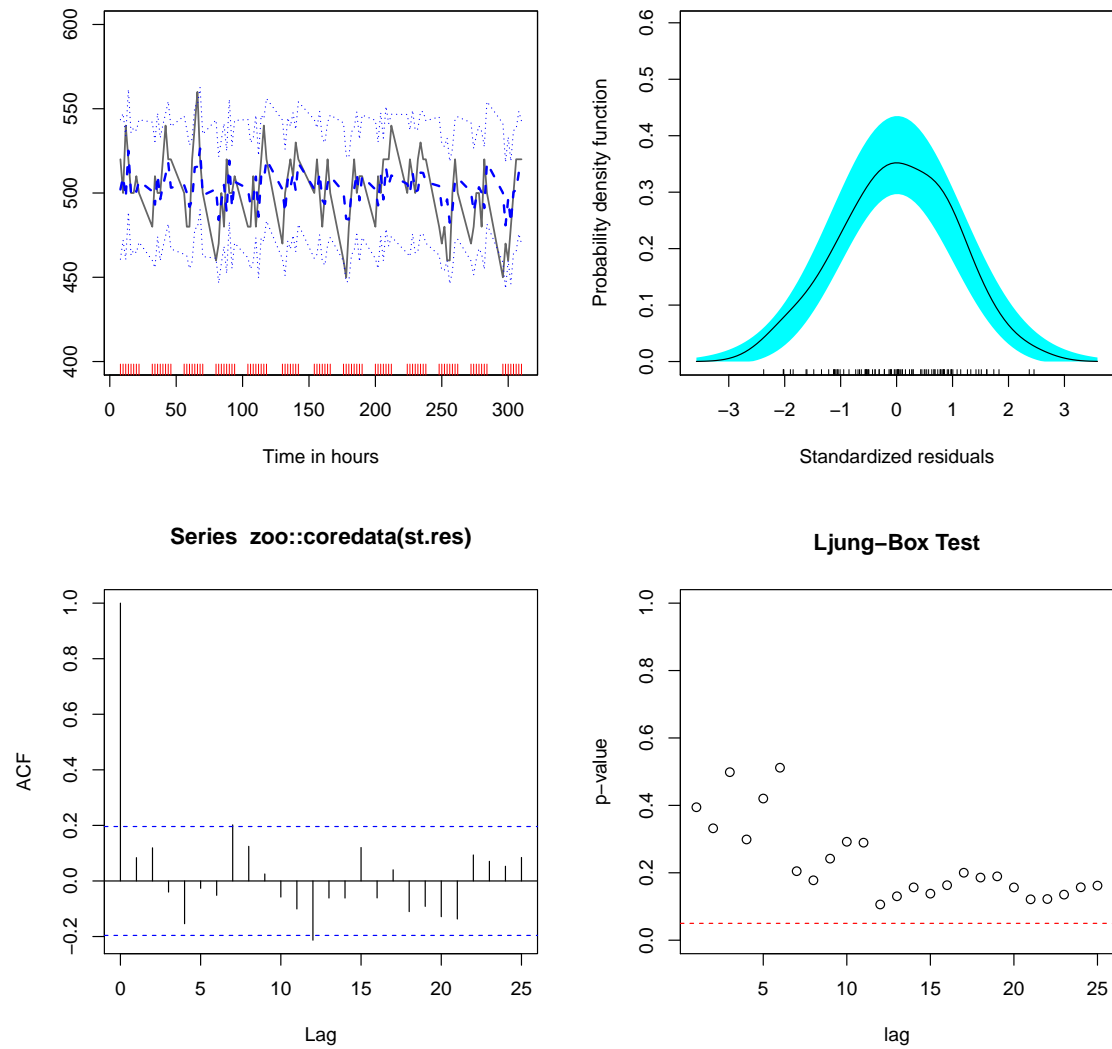 600
550
500
450
400
0 50 100 150 200 250 300
Time in hours
Probability density function
0.6
0.5
0.4
0.3
0.2
0.1
0.0
−3 −2 −1 0 1 2 3
Standardized residuals
Series zoo::coredata(st.res)
ACF
1.0
0.8
0.6
0.4
0.2
0.0
−0.2
0 5 10 15 20 25
Lag
Ljung−Box Test
p−value
1.0
0.8
0.6
0.4
0.2
0.0
5 10 15 20 25
lag